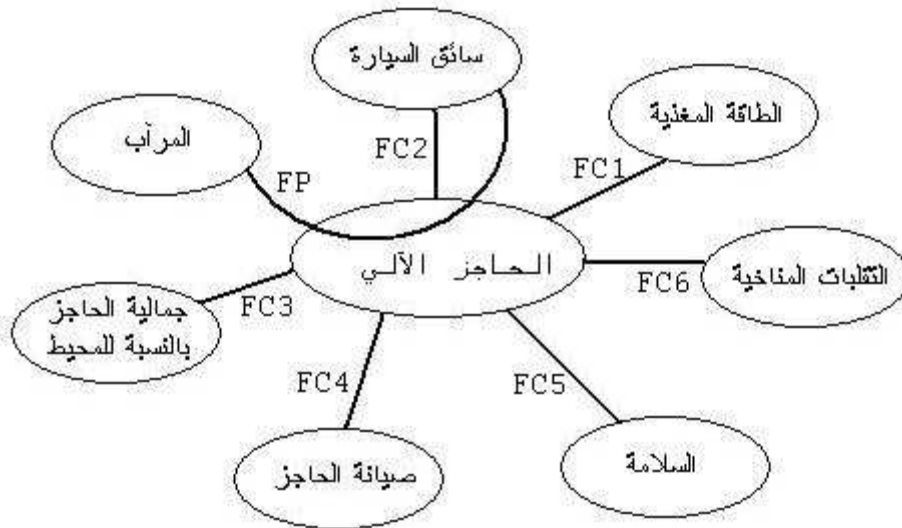 سائق السيارة
الطاقة المغذية
المرآب
FC2
FC1
FP
الحاجز الآلي
التقلبات المناخية
FC6
جمالية الحاجز
بالنسبة للمحيط
FC3
FC4
FC5
صيانة الحاجز
السلامة